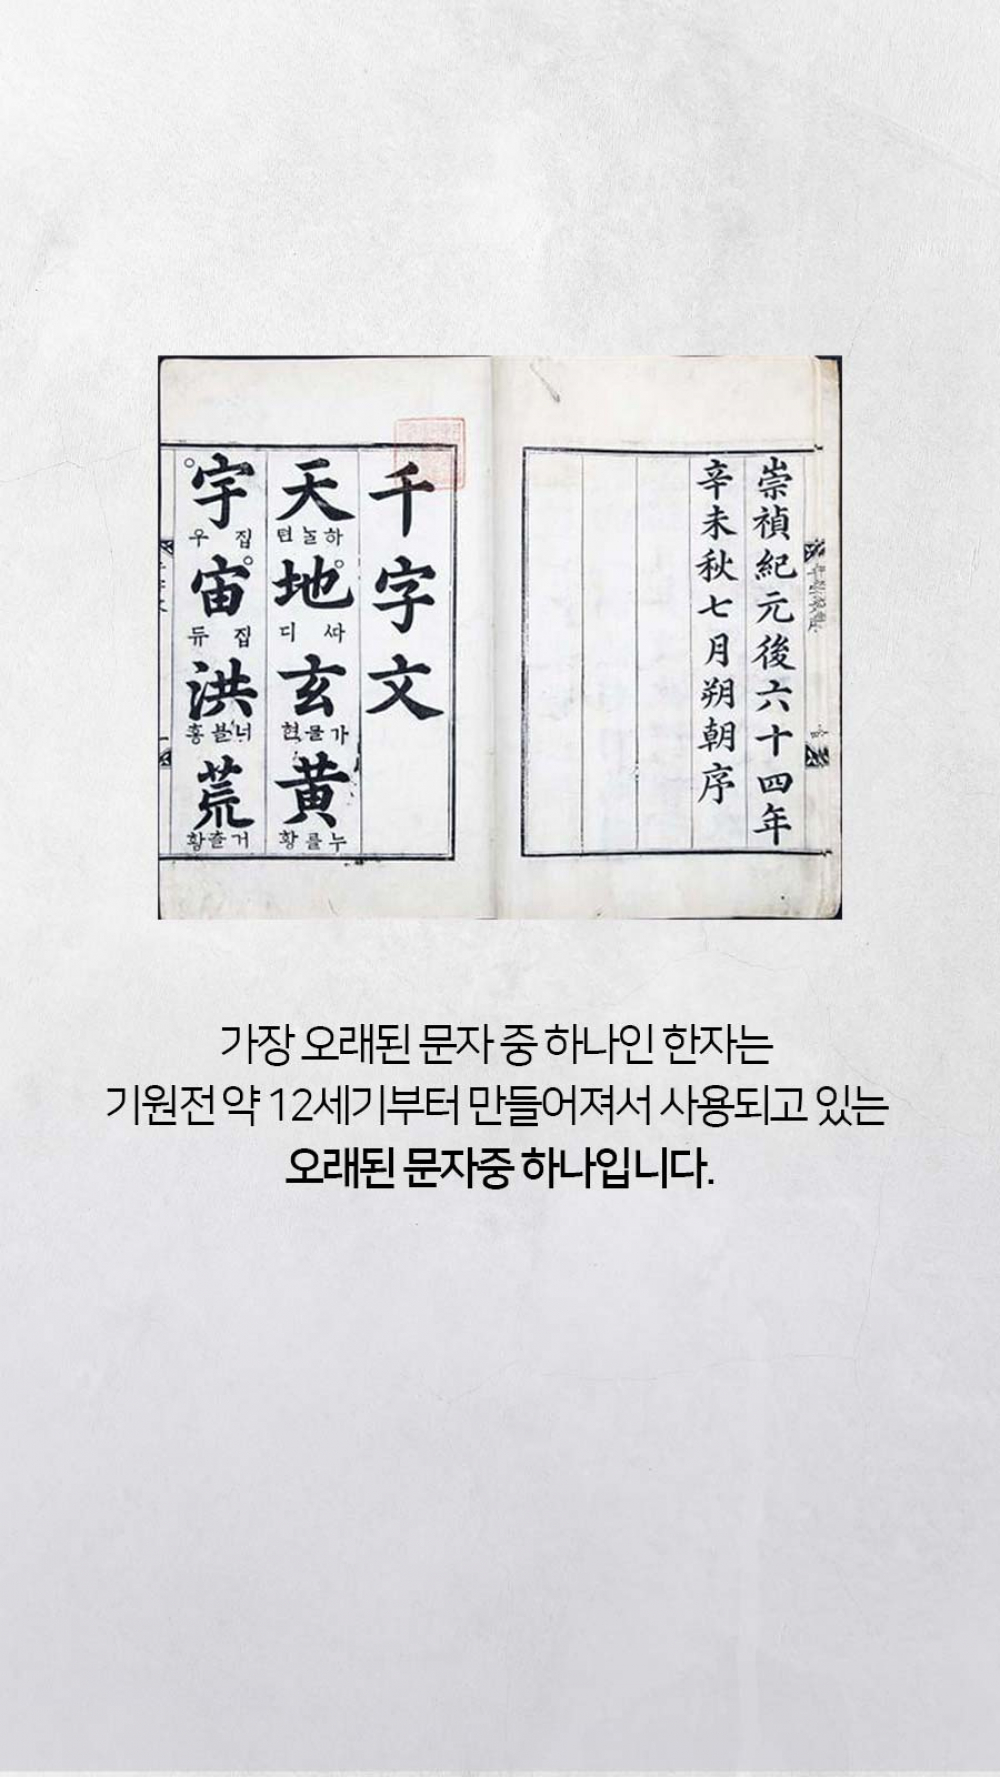 崇禎紀元後六十四年
辛未秋七月朔朝序
千字文
天地玄黃
하늘텬
따디
가믈현
누를황
宇宙洪荒
집우
집듀
너블홍
거츨황
가장 오래된 문자 중 하나인 한자는
기원전 약 12세기부터 만들어져서 사용되고 있는
오래된 문자중 하나입니다.